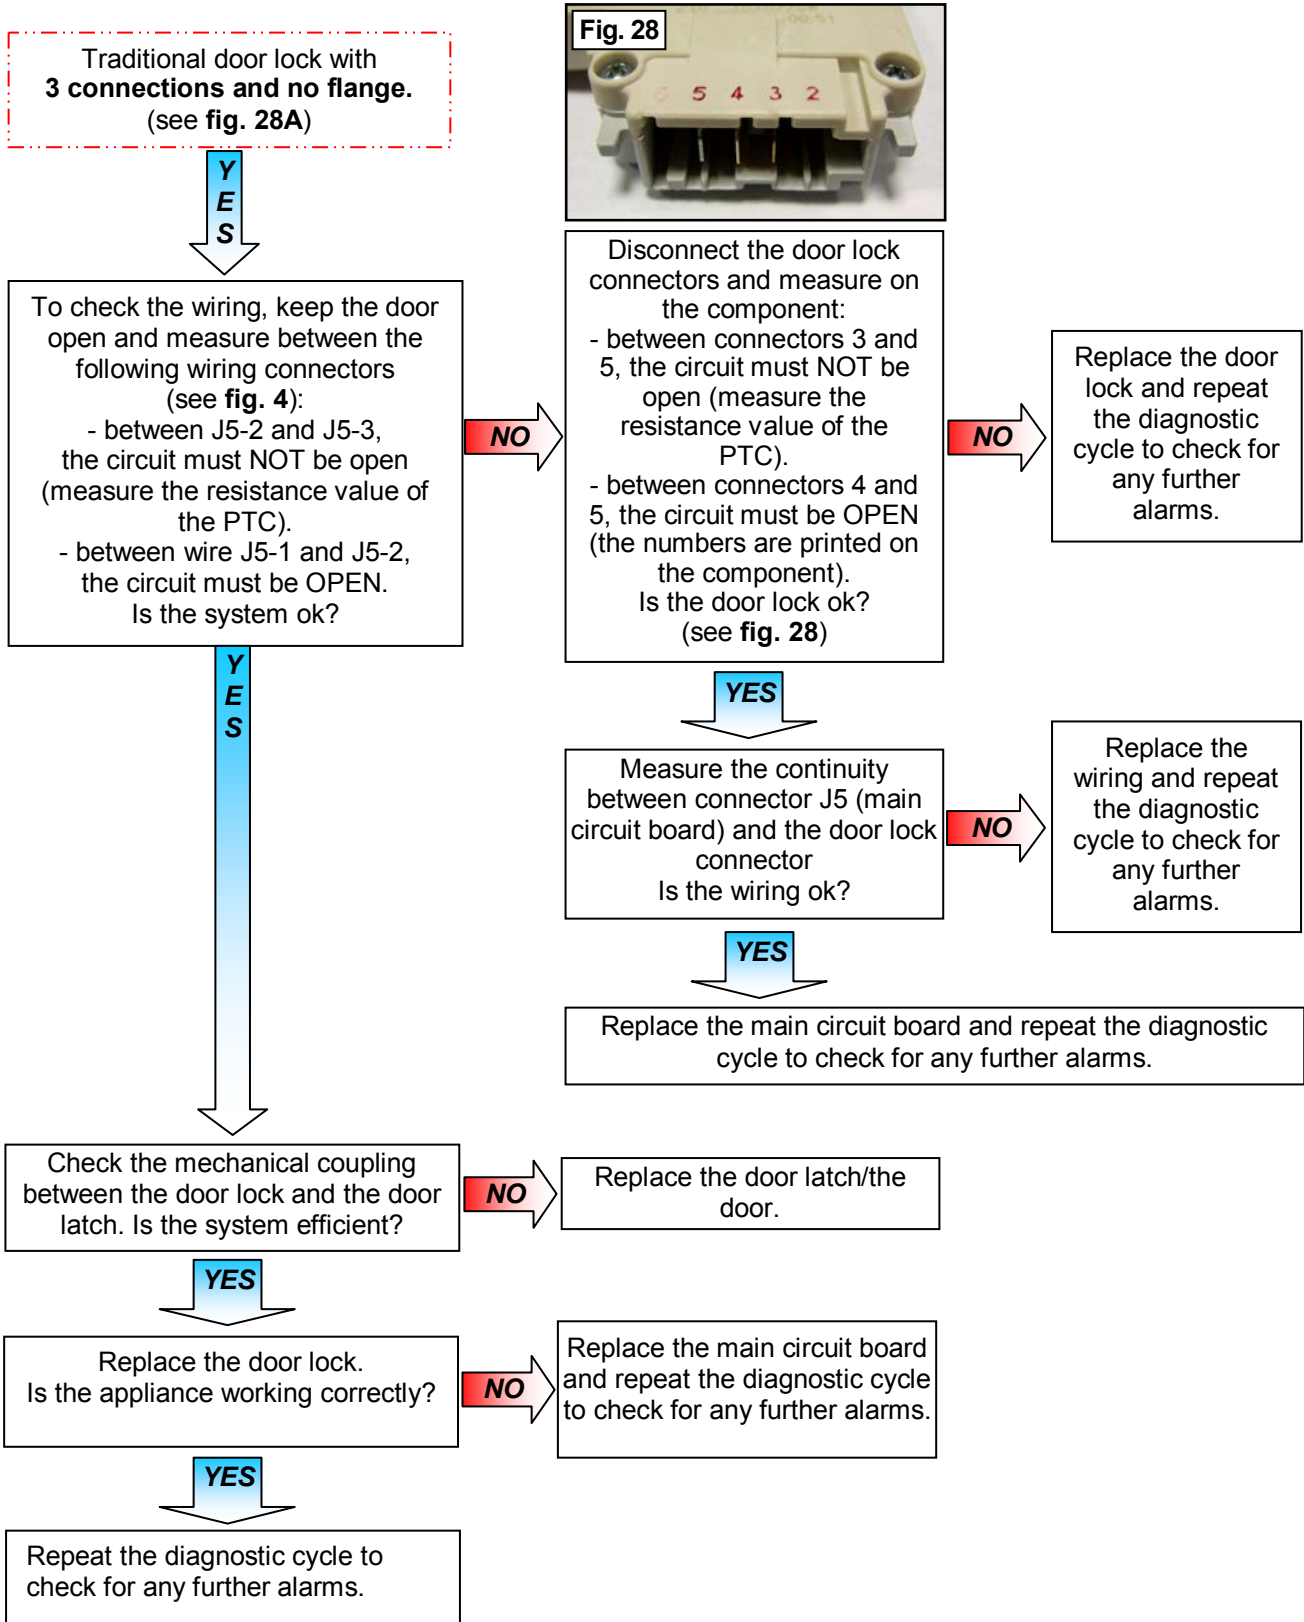 Traditional door lock with
3 connections and no flange.
(see fig. 28A)
Fig. 28
5 4 3 2
Y
E
S
To check the wiring, keep the door
open and measure between the
following wiring connectors
(see fig. 4):
- between J5-2 and J5-3,
the circuit must NOT be open
(measure the resistance value of
the PTC).
- between wire J5-1 and J5-2,
the circuit must be OPEN.
Is the system ok?
NO
Disconnect the door lock
connectors and measure on
the component:
- between connectors 3 and
5, the circuit must NOT be
open (measure the
resistance value of the
PTC).
- between connectors 4 and
5, the circuit must be OPEN
(the numbers are printed on
the component).
Is the door lock ok?
(see fig. 28)
NO
Replace the door
lock and repeat
the diagnostic
cycle to check for
any further
alarms.
Y
E
S
YES
Measure the continuity
between connector J5 (main
circuit board) and the door lock
connector
Is the wiring ok?
NO
Replace the
wiring and repeat
the diagnostic
cycle to check for
any further
alarms.
YES
Replace the main circuit board and repeat the diagnostic
cycle to check for any further alarms.
Check the mechanical coupling
between the door lock and the door
latch. Is the system efficient?
NO
Replace the door latch/the
door.
YES
Replace the door lock.
Is the appliance working correctly?
NO
Replace the main circuit board
and repeat the diagnostic cycle
to check for any further alarms.
YES
Repeat the diagnostic cycle to
check for any further alarms.